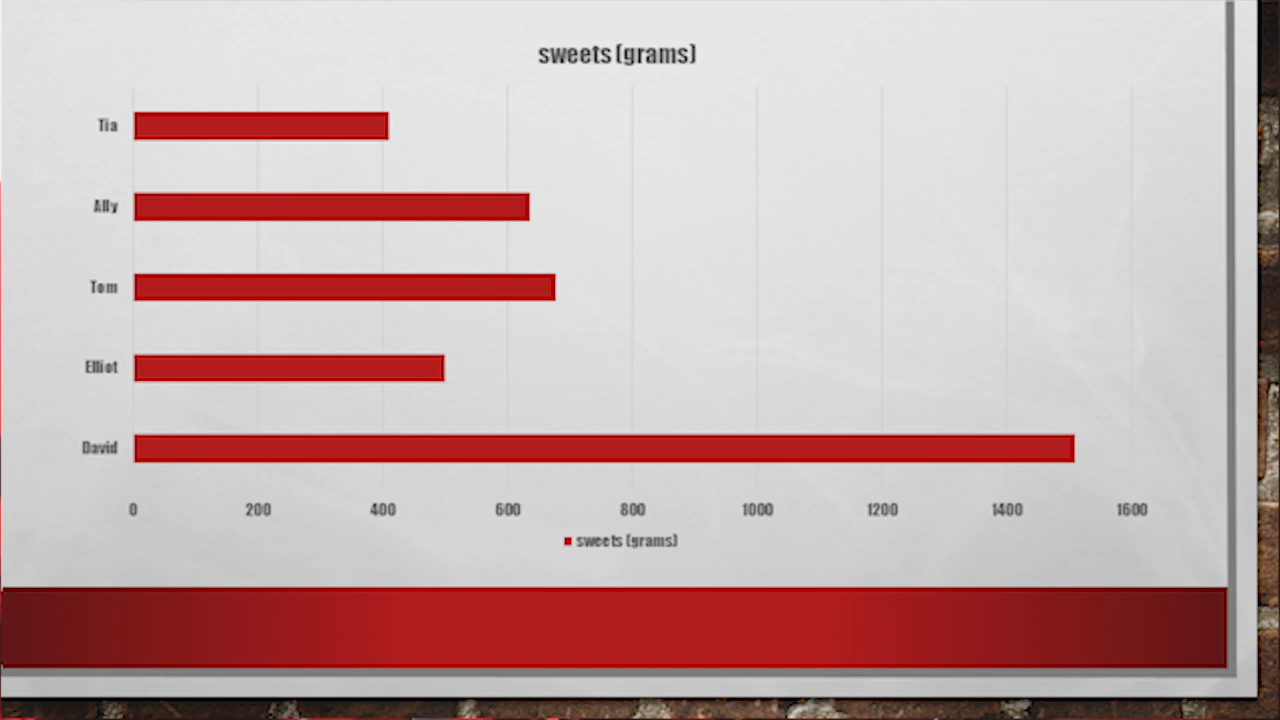 sweets (grams)
Tia
Ally
Tom
Elliot
David
0 200 400 600 800 1000 1200 1400 1600
sweets (grams)